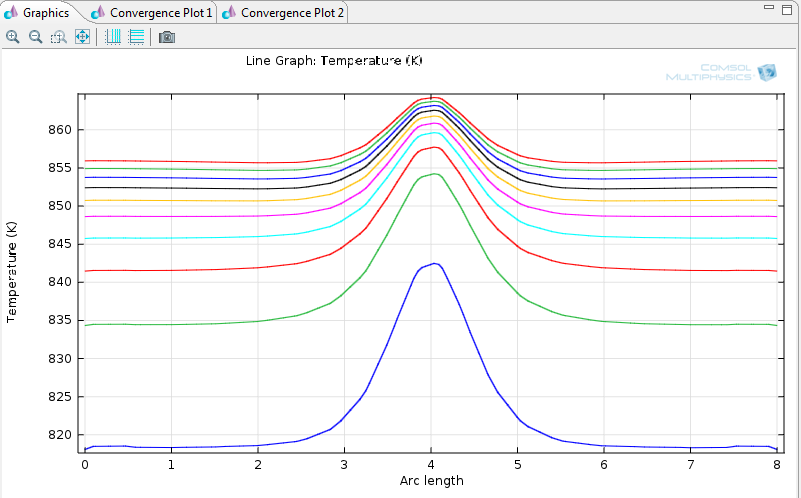 Graphics Convergence Plot 1 Convergence Plot 2
Line Graph: Temperature (K)
COMSOL
MULTIPHYSICS
860
855
850
845
840
835
830
825
820
Temperature (K)
0 1 2 3 4 5 6 7 8
Arc length